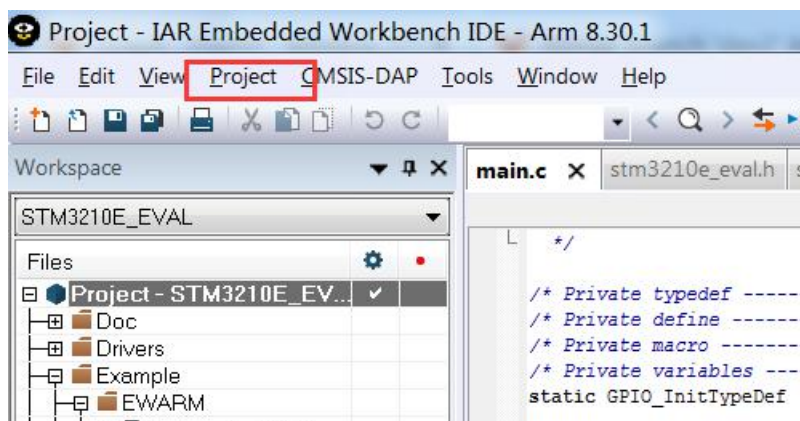 Project - IAR Embedded Workbench IDE - Arm 8.30.1
File Edit View Project CMSIS-DAP Tools Window Help
Workspace
main.c stm3210e_eval.h
STM3210E_EVAL
Files
Project - STM3210E_EV...
Doc
Drivers
Example
EWARM
*/
/* Private typedef -----
/* Private define ------
/* Private macro -------
/* Private variables ---
static GPIO_InitTypeDef